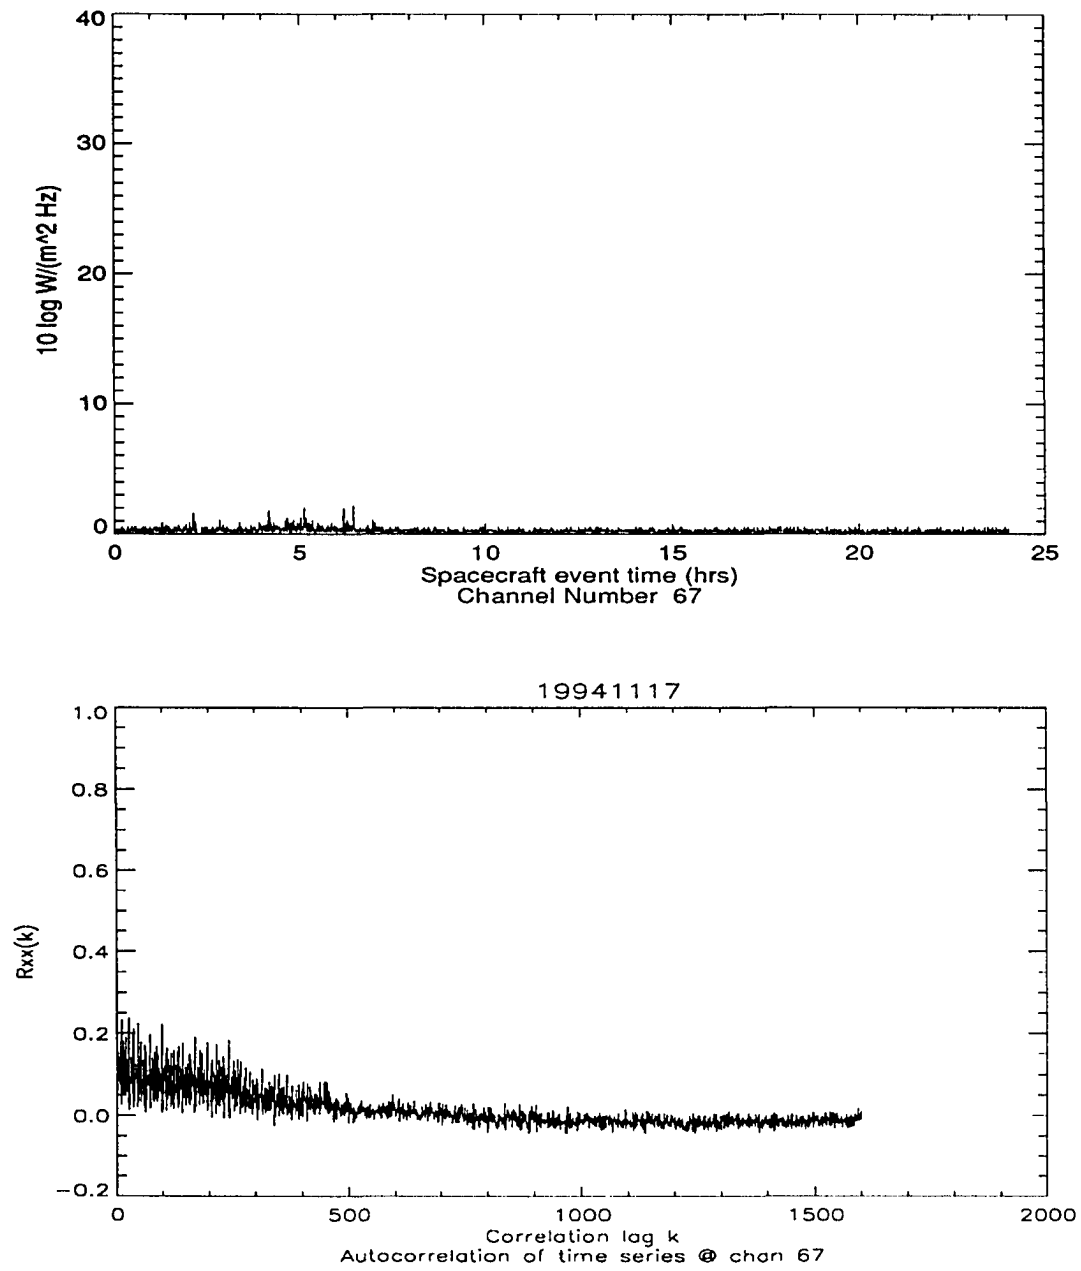 40
30
20
10
0
10 log W/(m^2 Hz)
0 5 10 15 20 25
Spacecraft event time (hrs)
Channel Number 67
19941117
1.0
0.8
0.6
0.4
0.2
0.0
-0.2
Rxx(k)
0 500 1000 1500 2000
Correlation lag k
Autocorrelation of time series @ chan 67